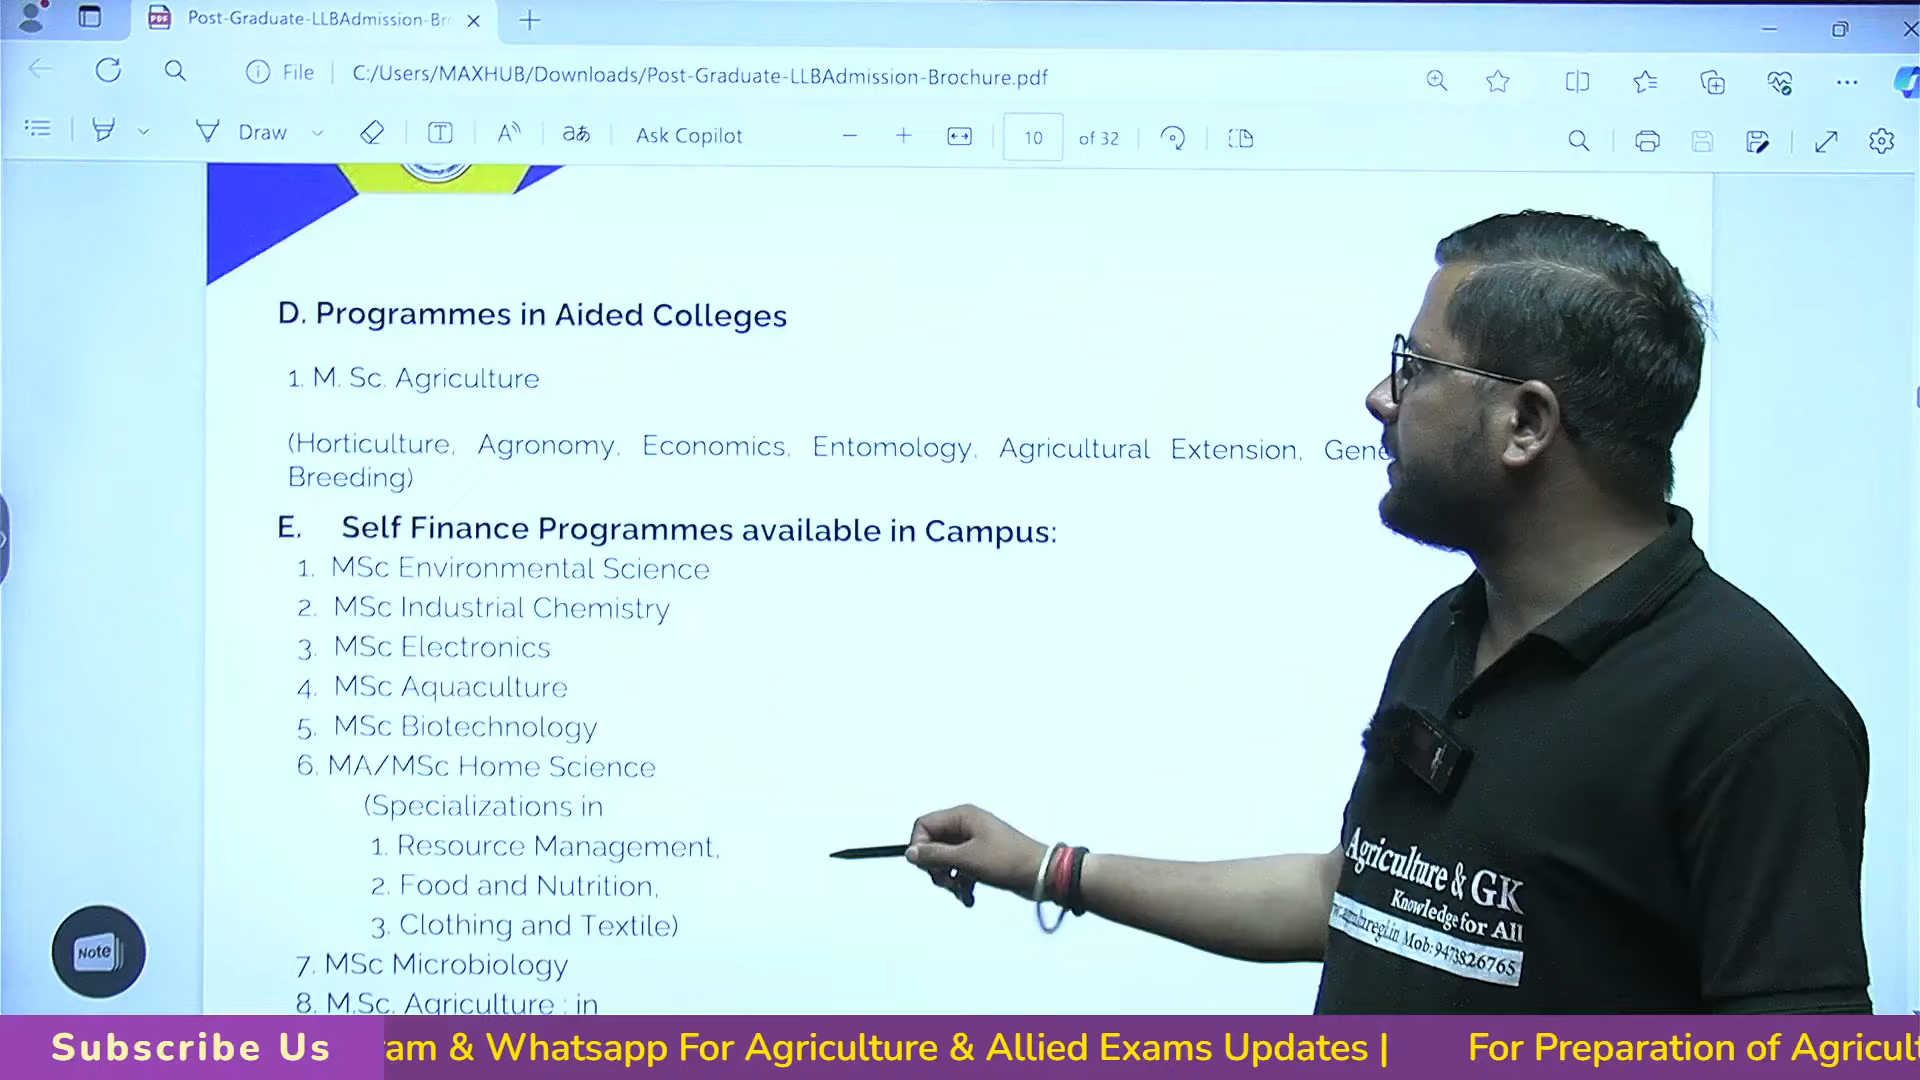 Post-Graduate-LLBAdmission-Br
File
C:/Users/MAXHUB/Downloads/Post-Graduate-LLBAdmission-Brochure.pdf
Draw
Ask Copilot
10
of 32
D. Programmes in Aided Colleges
1. M. Sc. Agriculture
(Horticulture, Agronomy, Economics, Entomology, Agricultural Extension, Gene
Breeding)
E. Self Finance Programmes available in Campus:
1. MSc Environmental Science
2. MSc Industrial Chemistry
3. MSc Electronics
4. MSc Aquaculture
5. MSc Biotechnology
6. MA/MSc Home Science
(Specializations in
1. Resource Management,
2. Food and Nutrition,
3. Clothing and Textile)
7. MSc Microbiology
8. M.Sc. Agriculture : in
Note
Agriculture & GK
Knowledge for All
Mob: 9473826765
Subscribe Us
ram & Whatsapp For Agriculture & Allied Exams Updates |
For Preparation of Agricult